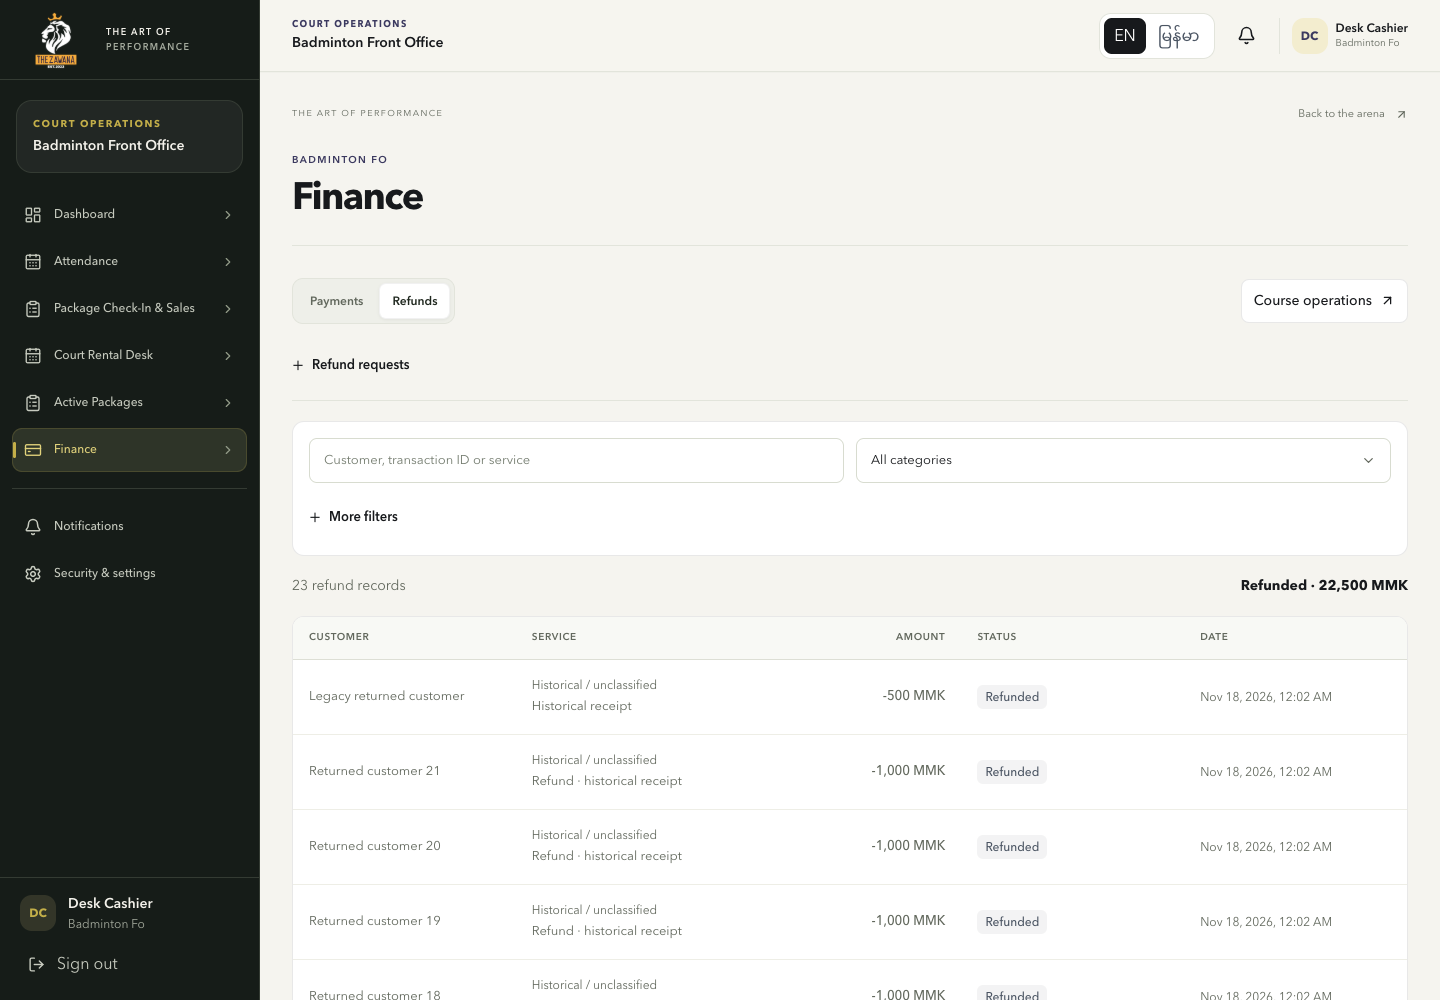 THE ZAWANA
EST. 2022
THE ART OF
PERFORMANCE
COURT OPERATIONS
Badminton Front Office
Dashboard
Attendance
Package Check-In & Sales
Court Rental Desk
Active Packages
Finance
Notifications
Security & settings
DC
Desk Cashier
Badminton Fo
Sign out
COURT OPERATIONS
Badminton Front Office
EN
မြန်မာ
DC
Desk Cashier
Badminton Fo
THE ART OF PERFORMANCE
Back to the arena
BADMINTON FO
Finance
Payments
Refunds
Course operations
Refund requests
Customer, transaction ID or service
All categories
More filters
23 refund records
Refunded · 22,500 MMK
CUSTOMER SERVICE AMOUNT STATUS DATE
Legacy returned customer
Historical / unclassified
Historical receipt
-500 MMK
Refunded
Nov 18, 2026, 12:02 AM
Returned customer 21
Historical / unclassified
Refund · historical receipt
-1,000 MMK
Refunded
Nov 18, 2026, 12:02 AM
Returned customer 20
Historical / unclassified
Refund · historical receipt
-1,000 MMK
Refunded
Nov 18, 2026, 12:02 AM
Returned customer 19
Historical / unclassified
Refund · historical receipt
-1,000 MMK
Refunded
Nov 18, 2026, 12:02 AM
Returned customer 18
Historical / unclassified
-1,000 MMK
Refunded
Nov 18, 2026, 12:02 AM